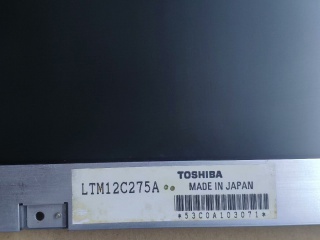 LTM12C275A
TOSHIBA
MADE IN JAPAN
*53C0A103071*